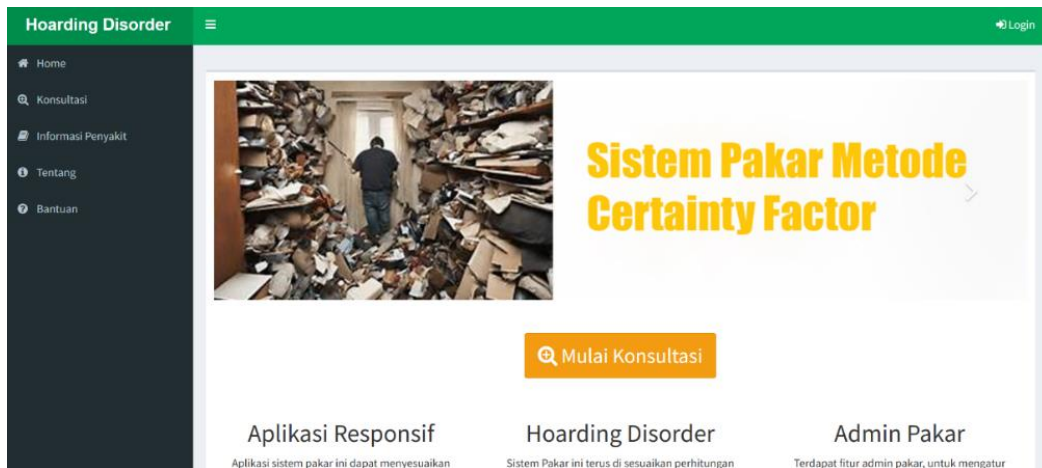 Hoarding Disorder
Login
Home
Konsultasi
Informasi Penyakit
Tentang
Bantuan
Sistem Pakar Metode
Certainty Factor
Mulai Konsultasi
Aplikasi Responsif
Aplikasi sistem pakar ini dapat menyesuaikan
Hoarding Disorder
Sistem Pakar ini terus di sesuaikan perhitungan
Admin Pakar
Terdapat fitur admin pakar, untuk mengatur